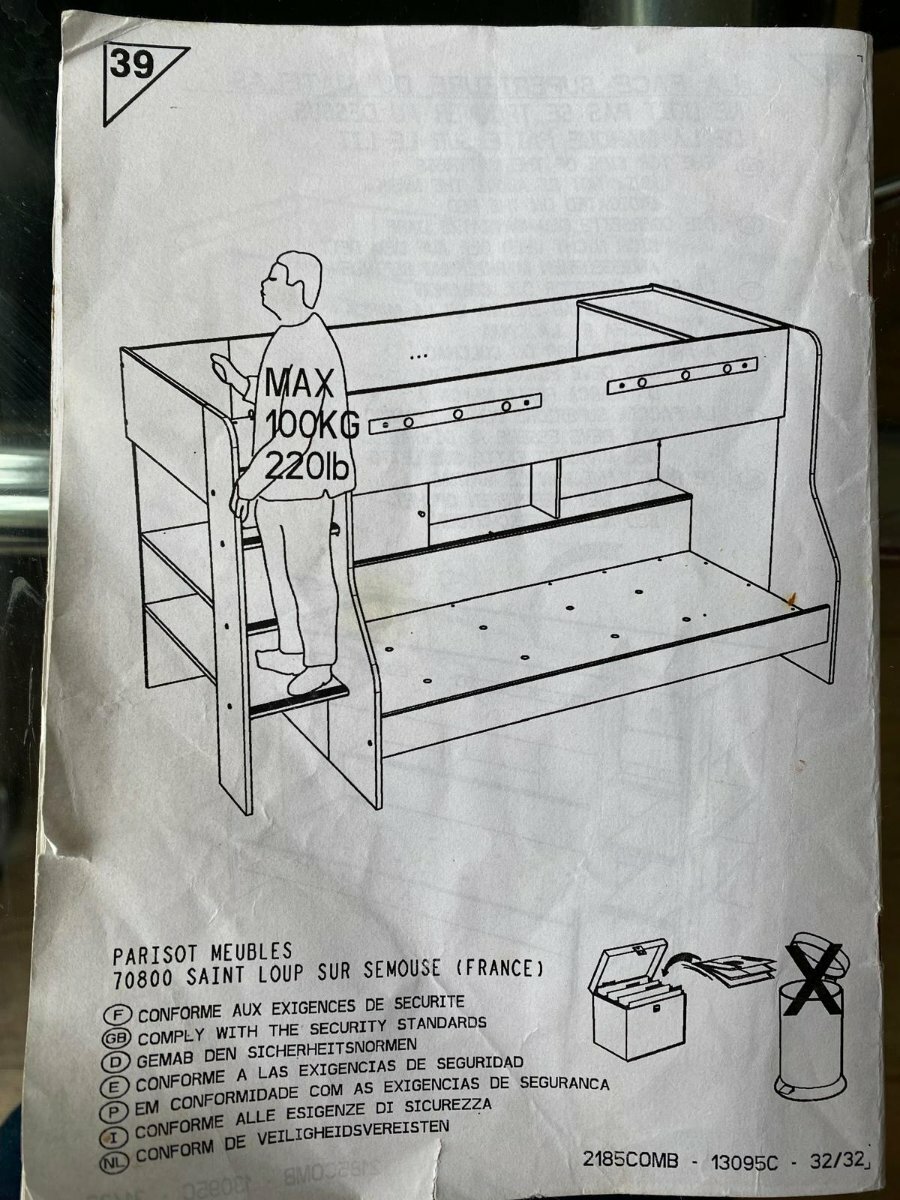 39
MAX
100KG
220lb
PARISOT MEUBLES
70800 SAINT LOUP SUR SEMOUSE (FRANCE)
F CONFORME AUX EXIGENCES DE SECURITE
GB COMPLY WITH THE SECURITY STANDARDS
D GEMAB DEN SICHERHEITSNORMEN
E CONFORME A LAS EXIGENCIAS DE SEGURIDAD
P EM CONFORMIDADE COM AS EXIGENCIAS DE SEGURANCA
I CONFORME ALLE ESIGENZE DI SICUREZZA
NL CONFORM DE VEILIGHEIDSVEREISTEN
2185COMB - 13095C - 32/32